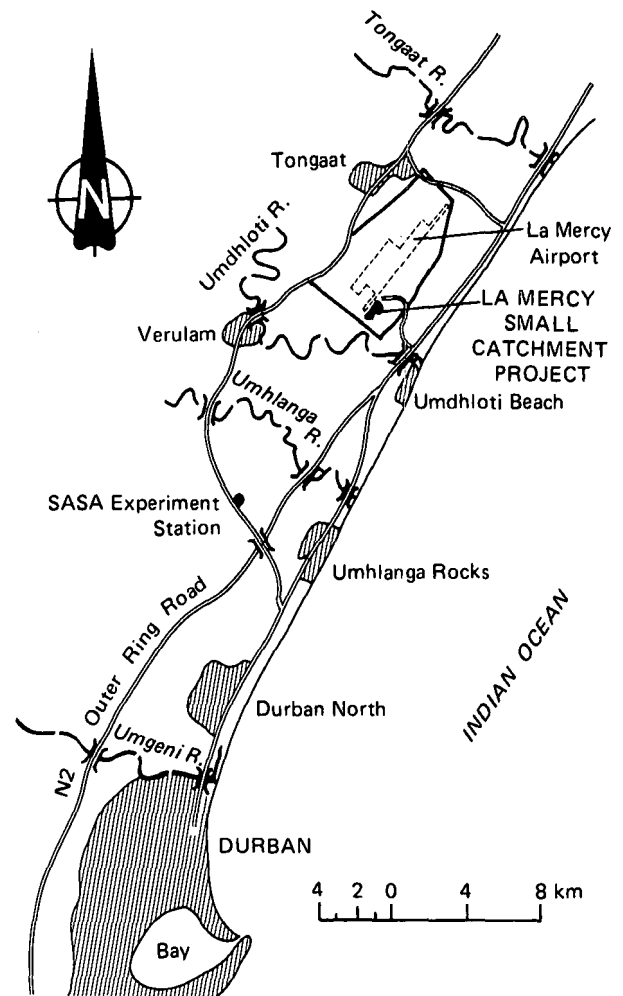 Tongaat R.
N
Tongaat
Umdhloti R.
La Mercy
Airport
LA MERCY
SMALL
CATCHMENT
PROJECT
Verulam
Umhlanga
R.
Umdhloti Beach
SASA Experiment
Station
Umhlanga Rocks
Outer Ring Road
INDIAN OCEAN
Durban North
Umgeni R.
N2
DURBAN
4 2 0 4 8 km
Bay